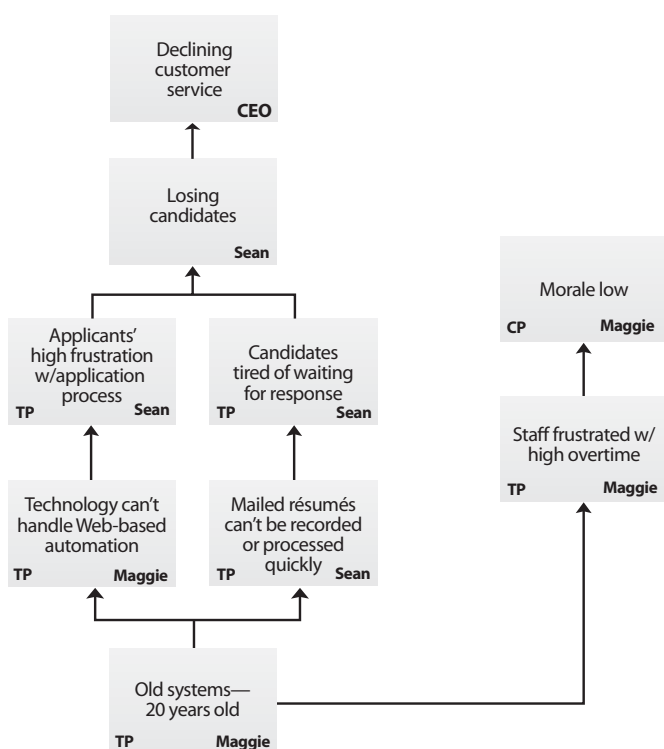 Declining
customer
service
CEO
Losing
candidates
Sean
Applicants'
high frustration
w/application
process
TP Sean
Candidates
tired of waiting
for response
TP Sean
Morale low
CP Maggie
Technology can't
handle Web-based
automation
TP Maggie
Mailed résumés
can't be recorded
or processed
quickly
TP Sean
Staff frustrated w/
high overtime
TP Maggie
Old systems—
20 years old
TP Maggie